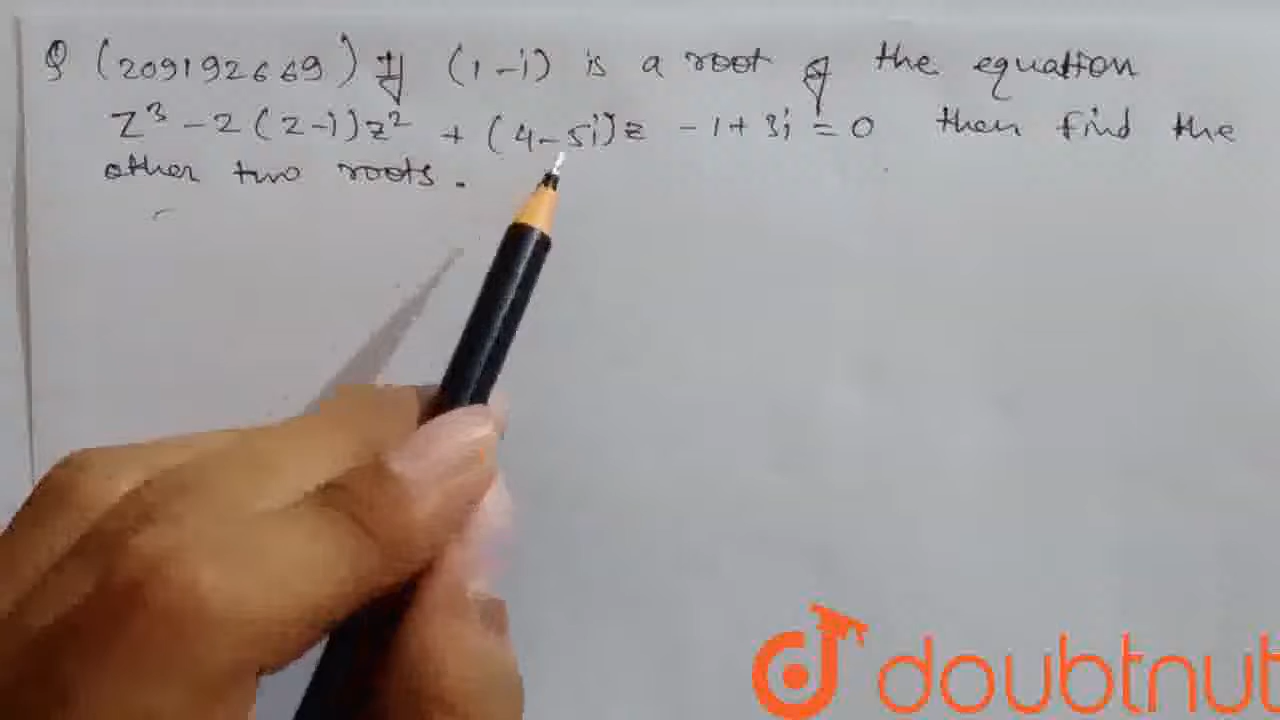 Q (209192669) If (1-i) is a root of the equation
Z³ - 2(2-i)z² + (4-5i)z - 1 + 3i = 0 then find the
other two roots.
doubtnut